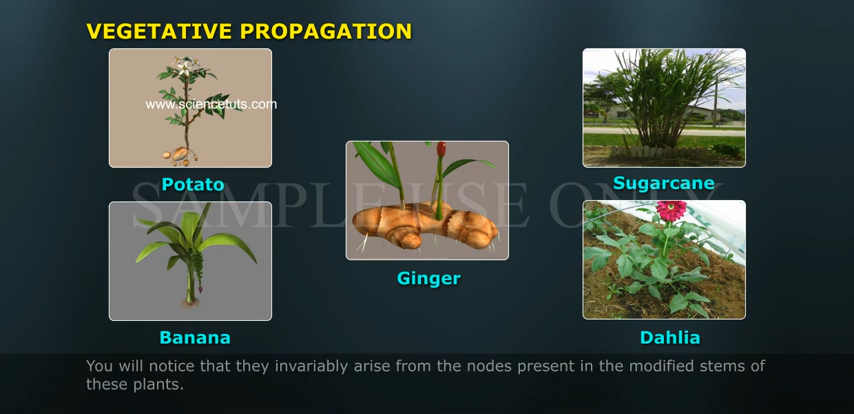 VEGETATIVE PROPAGATION
www.sciencetuts.com
Potato
Sugarcane
SAMPLE USE ONLY
Ginger
Banana
Dahlia
You will notice that they invariably arise from the nodes present in the modified stems of
these plants.